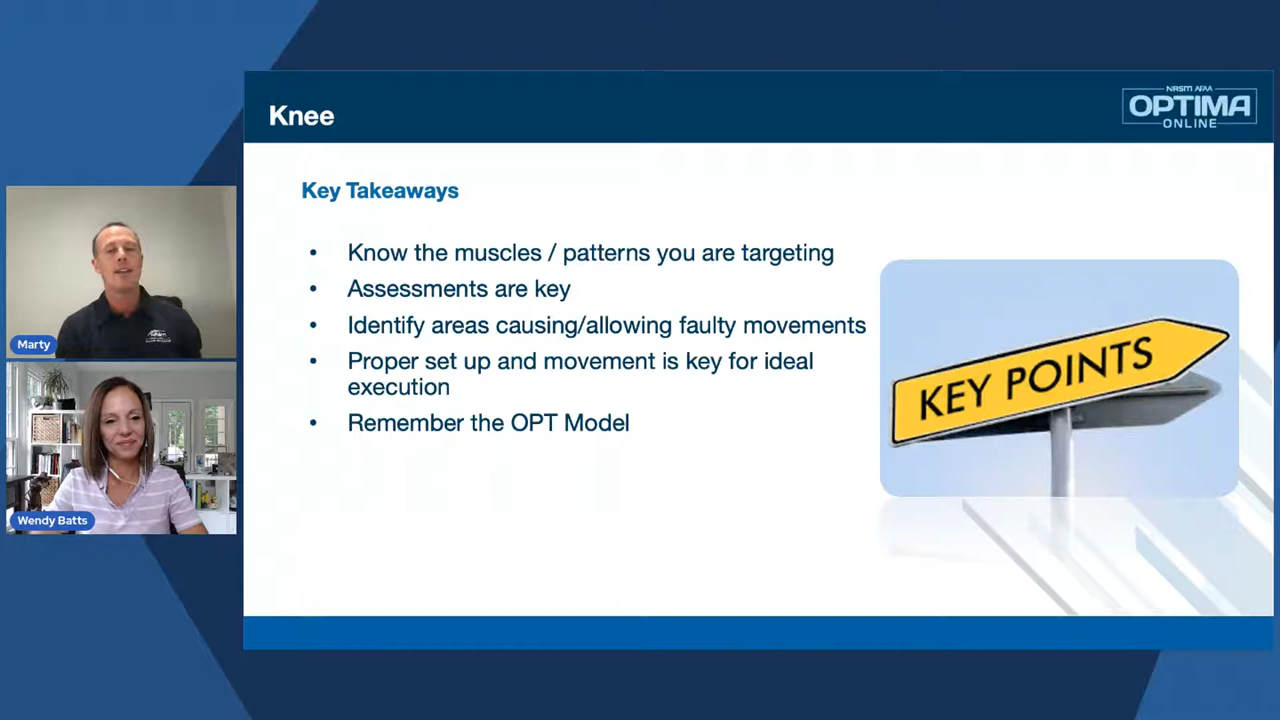 Knee
NASM AFAA
OPTIMA
ONLINE
Key Takeaways
• Know the muscles / patterns you are targeting
• Assessments are key
• Identify areas causing/allowing faulty movements
• Proper set up and movement is key for ideal
execution
• Remember the OPT Model
KEY POINTS
Marty
Wendy Batts